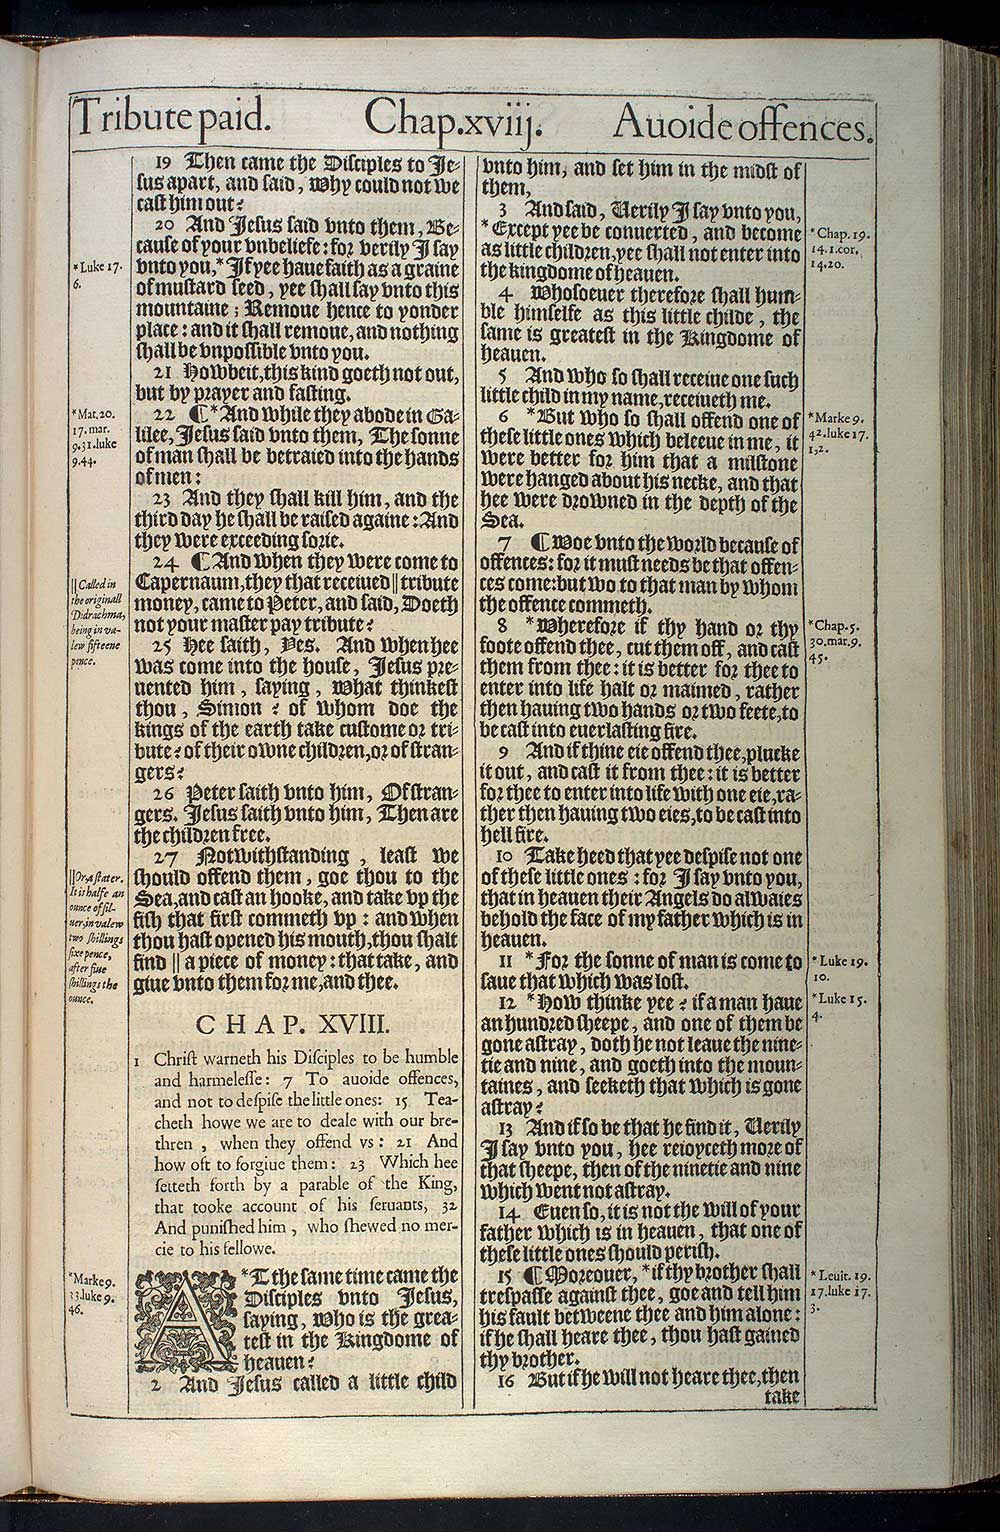 Tribute paid. Chap.xviij. Auoide offences.
19 Then came the Disciples to Je-
sus apart, and said, Why could not we
cast him out?
20 And Jesus said vnto them, Be-
cause of your vnbeliefe: for verily I say
vnto you,* If yee haue faith as a graine
of mustard seed, yee shall say vnto this
mountaine; Remoue hence to yonder
place: and it shall remoue, and nothing
shall be vnpossible vnto you.
21 Howbeit, this kind goeth not out,
but by prayer and fasting.
22 ¶ *And while they abode in Ga-
lilee, Jesus said vnto them, The sonne
of man shall be betraied into the hands
of men:
23 And they shall kill him, and the
third day he shall be raised againe: And
they were exceeding sorie.
24 ¶ And when they were come to
Capernaum, they that receiued || tribute
money, came to Peter, and said, Doeth
not your master pay tribute?
25 Hee saith, Yes. And when hee
was come into the house, Jesus pre-
uented him, saying, What thinkest
thou, Simon? of whom doe the
kings of the earth take custome or tri-
bute? of their owne children, or of stran-
gers?
26 Peter saith vnto him, Of stran-
gers. Jesus saith vnto him, Then are
the children free.
27 Notwithstanding, least we
should offend them, goe thou to the
Sea, and cast an hooke, and take vp the
fish that first commeth vp: and when
thou hast opened his mouth, thou shalt
find || a piece of money: that take, and
giue vnto them for me, and thee.
*Luke 17.
6.
*Mat.20.
17.mar.
9.31.luke
9.44.
|| Called in
the originall
Didrachma,
being in va-
lew fifteene
pence.
||Or, a stater.
It is halfe an
ounce of sil-
uer, in valew
two shillings
sixe pence,
after fiue
shillings the
ounce.
CHAP. XVIII.
1 Christ warneth his Disciples to be humble
and harmelesse: 7 To auoide offences,
and not to despise the little ones: 15 Tea-
cheth howe we are to deale with our bre-
thren, when they offend vs: 21 And
how oft to forgiue them: 23 Which hee
setteth forth by a parable of the King,
that tooke account of his seruants, 32
And punished him, who shewed no mer-
cie to his fellowe.
A*T the same time came the
Disciples vnto Jesus,
saying, Who is the grea-
test in the Kingdome of
heauen?
2 And Jesus called a little child
*Marke 9.
33.luke 9.
46.
vnto him, and set him in the midst of
them,
3 And said, Verily I say vnto you,
*Except yee be conuerted, and become
as little children, yee shall not enter into
the kingdome of heauen.
4 Whosoeuer therefore shall hum-
ble himselfe as this little childe, the
same is greatest in the Kingdome of
heauen.
5 And who so shall receiue one such
little child in my name, receiueth me.
6 *But who so shall offend one of
these little ones which beleeue in me, it
were better for him that a milstone
were hanged about his necke, and that
hee were drowned in the depth of the
Sea.
7 ¶ Woe vnto the world because of
offences: for it must needs be that offen-
ces come: but wo to that man by whom
the offence commeth.
8 *Wherefore if thy hand or thy
foote offend thee, cut them off, and cast
them from thee: it is better for thee to
enter into life halt or maimed, rather
then hauing two hands or two feete, to
be cast into euerlasting fire.
9 And if thine eie offend thee, plucke
it out, and cast it from thee: it is better
for thee to enter into life with one eie, ra-
ther then hauing two eies, to be cast into
hell fire.
10 Take heed that yee despise not one
of these little ones: for I say vnto you,
that in heauen their Angels do alwaies
behold the face of my father which is in
heauen.
11 *For the sonne of man is come to
saue that which was lost.
12 *How thinke yee? if a man haue
an hundred sheepe, and one of them be
gone astray, doth he not leaue the nine-
tie and nine, and goeth into the moun-
taines, and seeketh that which is gone
astray?
13 And if so be that he find it, Verily
I say vnto you, hee reioyceth more of
that sheepe, then of the ninetie and nine
which went not astray.
14 Euen so, it is not the will of your
father which is in heauen, that one of
these little ones should perish.
15 ¶ Moreouer, *if thy brother shall
trespasse against thee, goe and tell him
his fault betweene thee and him alone:
if he shall heare thee, thou hast gained
thy brother.
16 But if he will not heare thee, then
take
*Chap. 19.
14.1.cor.
14.20.
*Marke 9.
42.luke 17.
1,2.
*Chap.5.
30.mar.9.
45.
*Luke 19.
10.
*Luke 15.
4.
*Leuit. 19.
17.luke 17.
3.